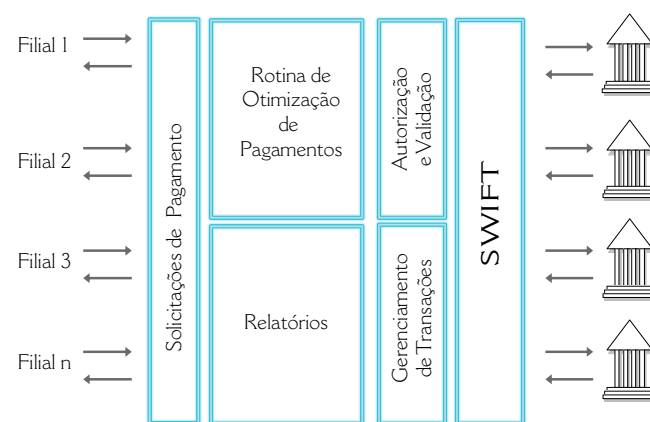 Filial 1
Filial 2
Filial 3
Filial n
Solicitações de Pagamento
Rotina de
Otimização
de
Pagamentos
Relatórios
Autorização
e Validação
Gerenciamento
de Transações
SWIFT